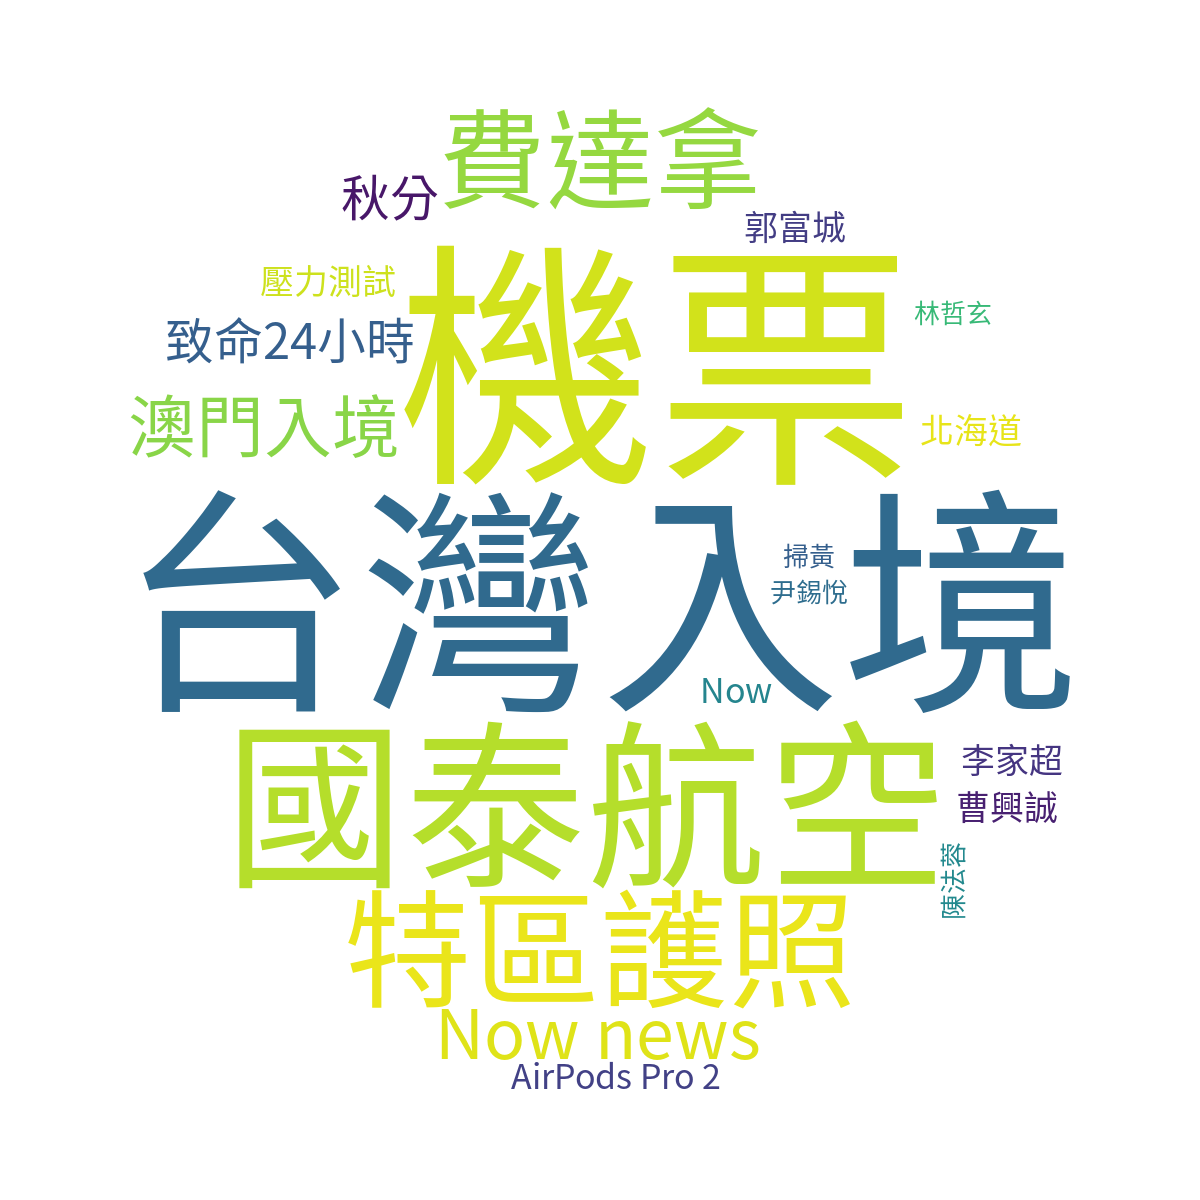 費達拿
秋分
郭富城
機票
壓力測試
林哲玄
致命24小時
澳門入境
北海道
台灣入境
掃黃
尹錫悅
Now
國泰航空
李家超
曹興誠
陳法蓉
特區護照
Now news
AirPods Pro 2